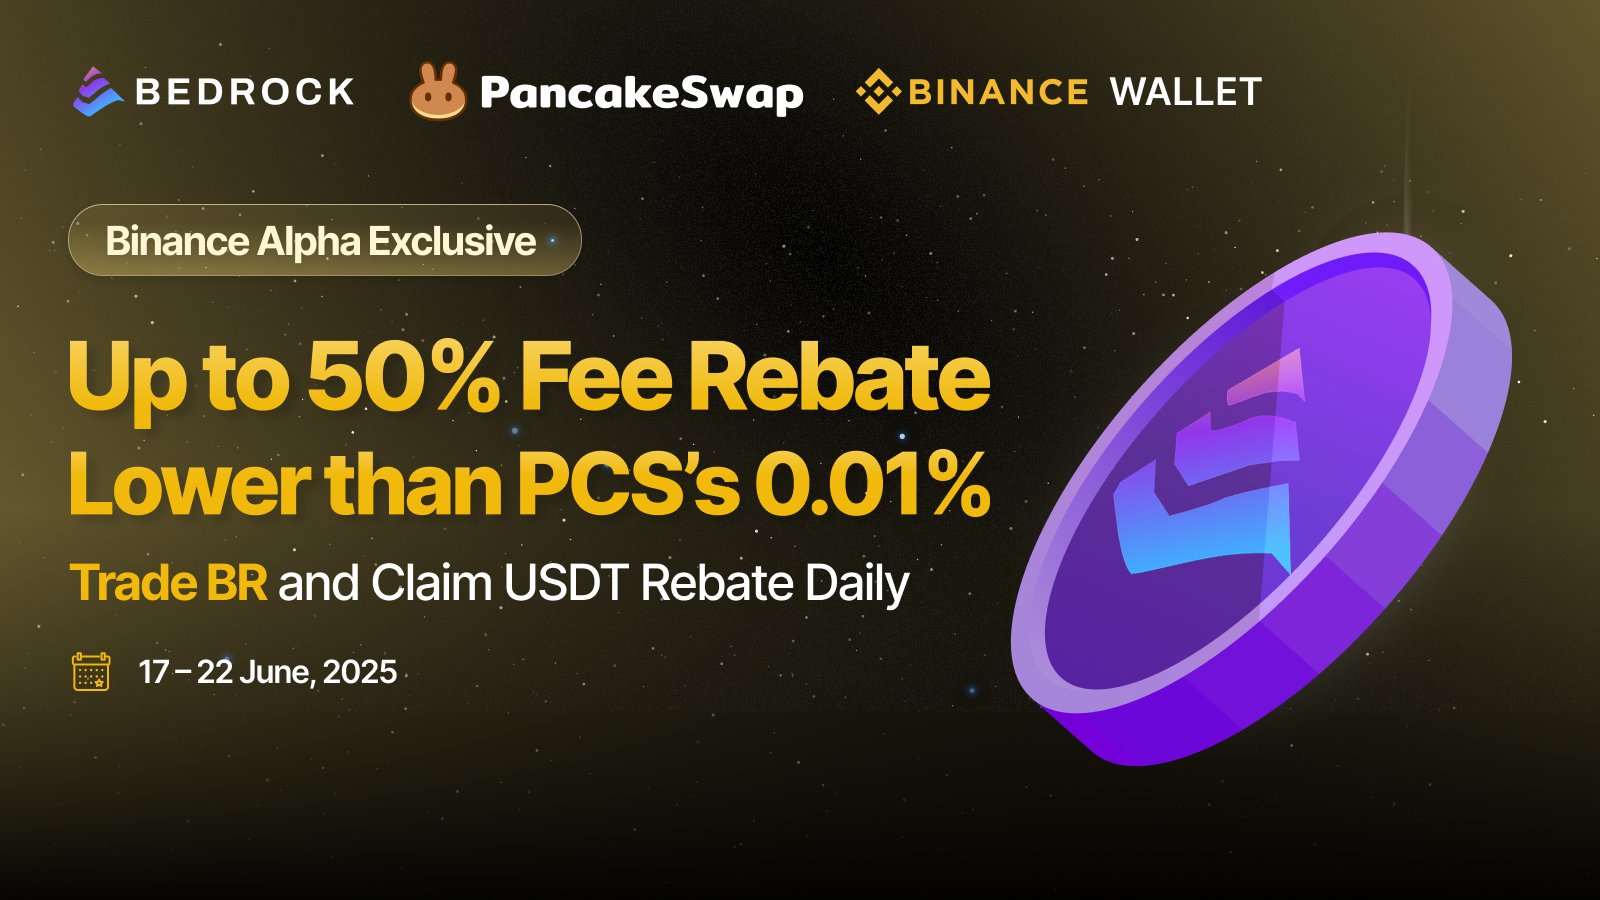 BEDROCK
PancakeSwap
BINANCE WALLET
Binance Alpha Exclusive
Up to 50% Fee Rebate
Lower than PCS’s 0.01%
Trade BR and Claim USDT Rebate Daily
17 – 22 June, 2025